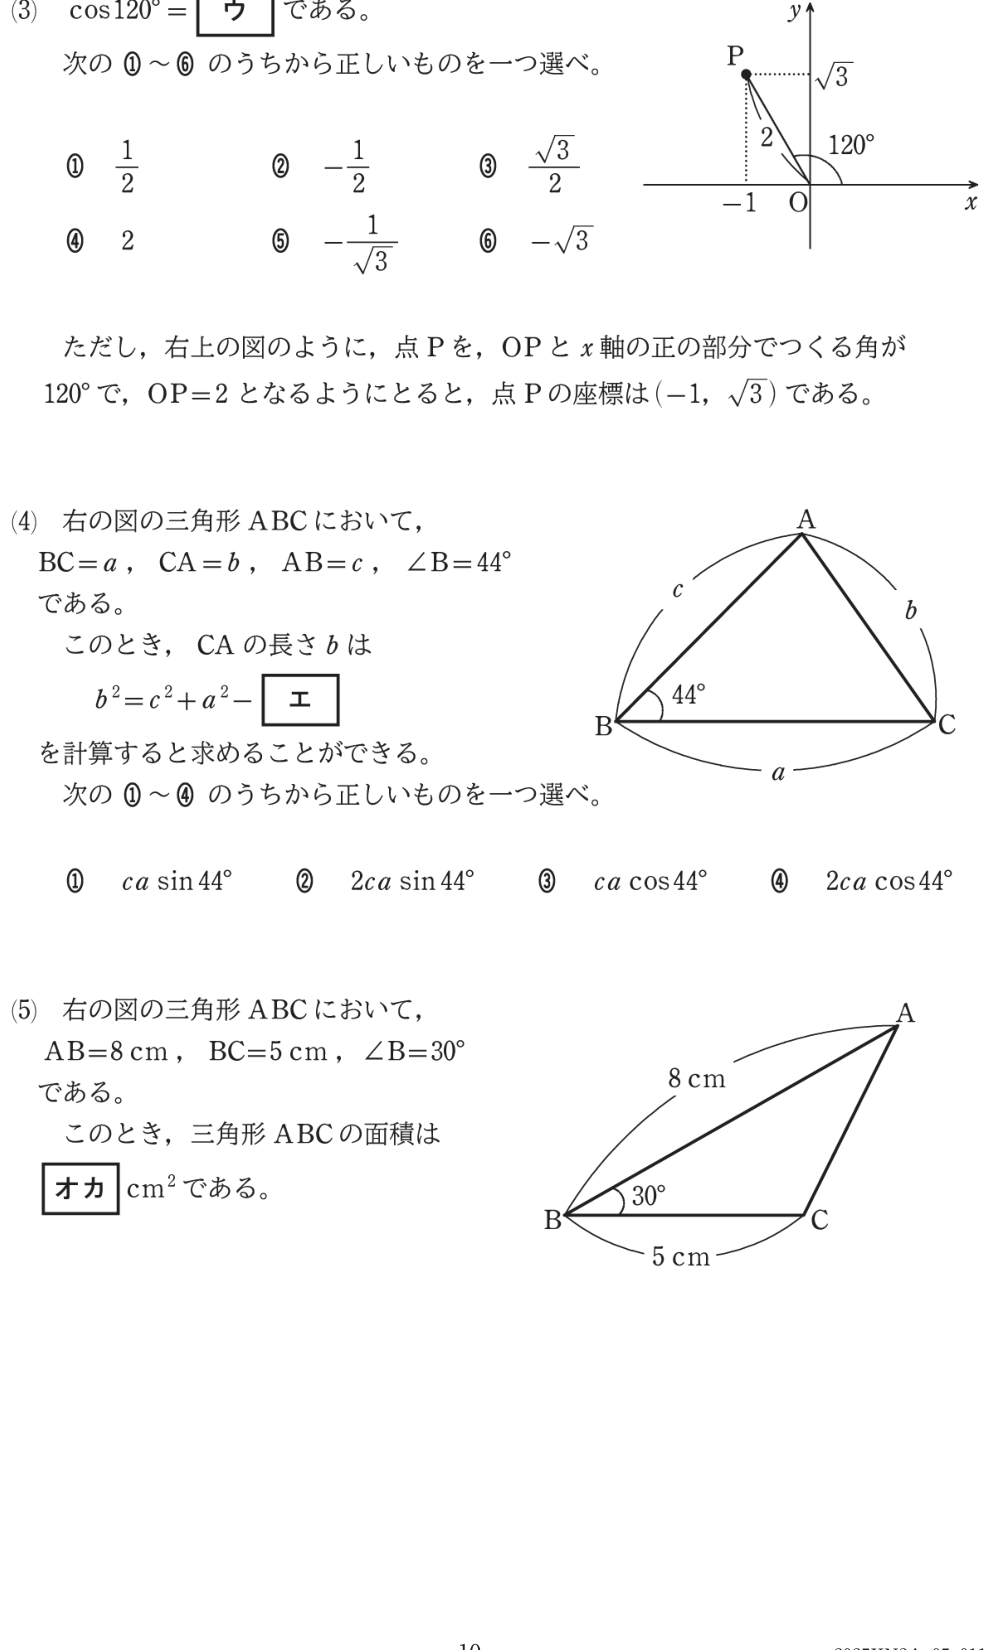 (3) cos120°= ウ である。
次の ①～⑥ のうちから正しいものを一つ選べ。
① 1/2 ② −1/2 ③ √3/2
④ 2 ⑤ −1/√3 ⑥ −√3
y
P
√3
2
120°
−1 O x
ただし，右上の図のように，点 P を，OP と x 軸の正の部分でつくる角が
120° で，OP=2 となるようにとると，点 P の座標は (−1，√3) である。
(4) 右の図の三角形 ABC において，
BC=a ， CA=b ， AB=c ， ∠B=44°
である。
このとき， CA の長さ b は
b²=c²+a²− エ
を計算すると求めることができる。
次の ①～④ のうちから正しいものを一つ選べ。
A
c
b
44°
B C
a
① ca sin44° ② 2ca sin44° ③ ca cos44° ④ 2ca cos44°
(5) 右の図の三角形 ABC において，
AB=8 cm ， BC=5 cm ，∠B=30°
である。
このとき，三角形 ABC の面積は
オカ cm² である。
A
8 cm
30°
B C
5 cm